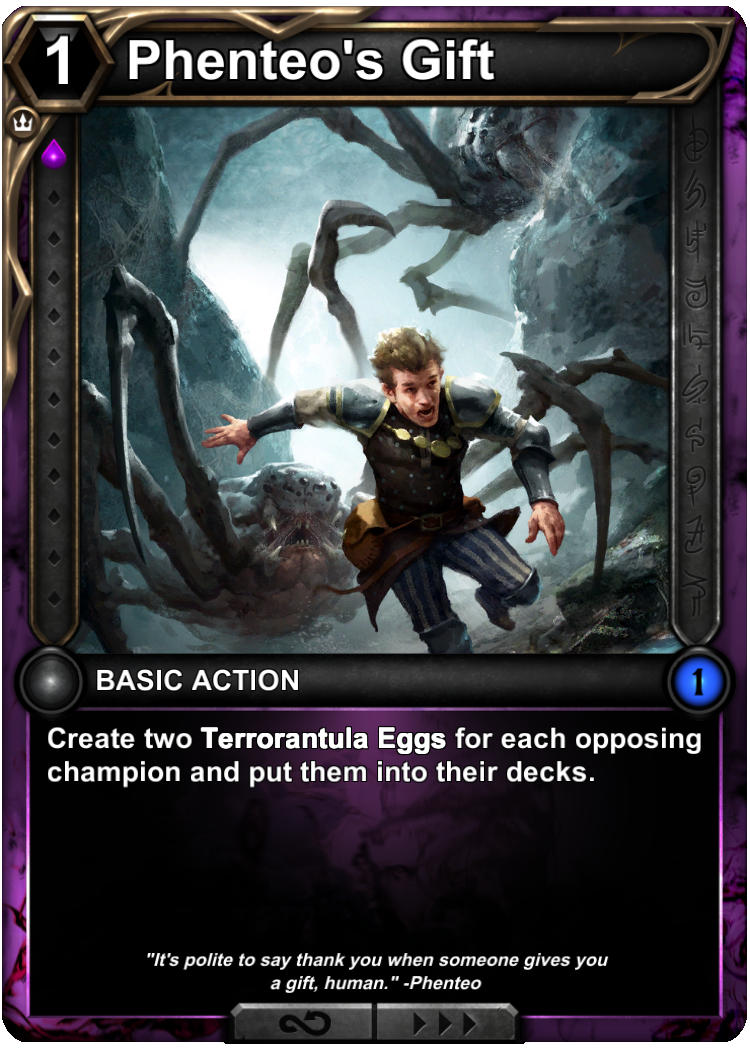 1
Phenteo's Gift
BASIC ACTION
1
Create two Terrorantula Eggs for each opposing
champion and put them into their decks.
"It's polite to say thank you when someone gives you
a gift, human." -Phenteo